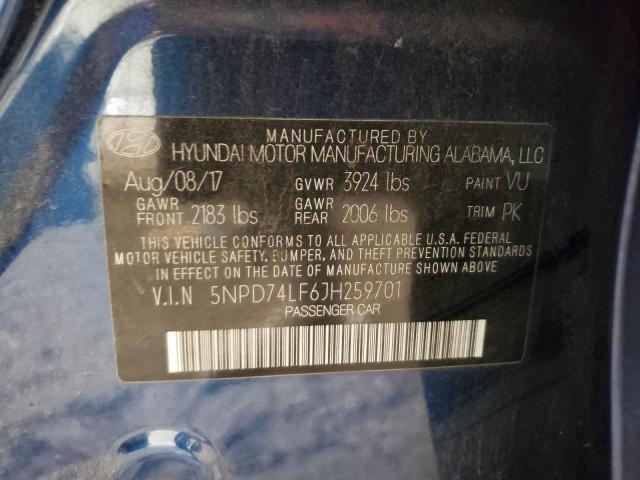 MANUFACTURED BY
HYUNDAI MOTOR MANUFACTURING ALABAMA, LLC
Aug/08/17 GVWR 3924 lbs PAINT VU
GAWR FRONT 2183 lbs GAWR REAR 2006 lbs TRIM PK
THIS VEHICLE CONFORMS TO ALL APPLICABLE U.S.A. FEDERAL
MOTOR VEHICLE SAFETY, BUMPER, AND THEFT PREVENTION STANDARDS
IN EFFECT ON THE DATE OF MANUFACTURE SHOWN ABOVE.
V.I.N 5NPD74LF6JH259701
PASSENGER CAR